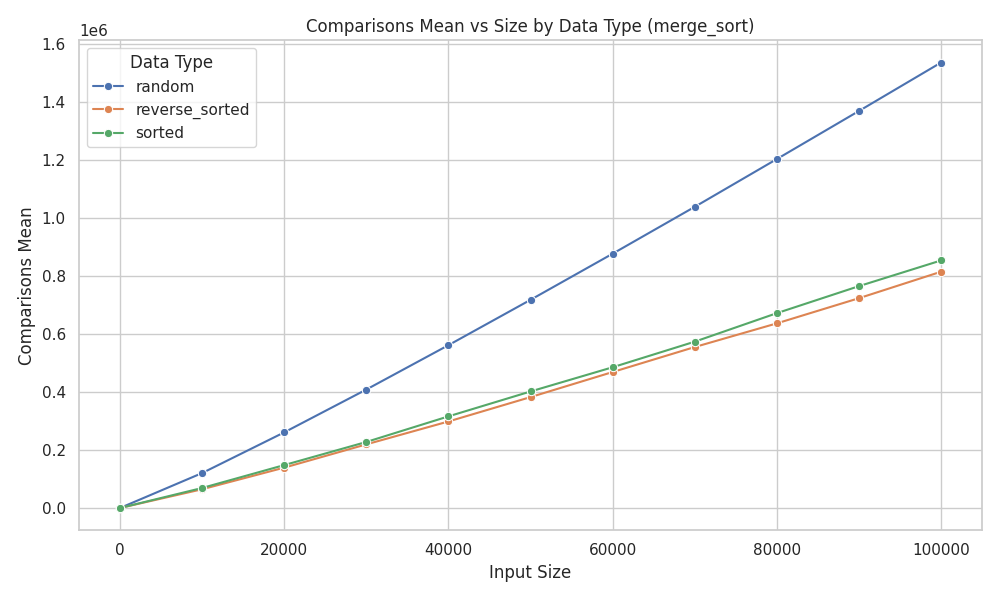 Comparisons Mean vs Size by Data Type (merge_sort)
1e6
Data Type
random
reverse_sorted
sorted
Comparisons Mean
1.6
1.4
1.2
1.0
0.8
0.6
0.4
0.2
0.0
0 20000 40000 60000 80000 100000
Input Size